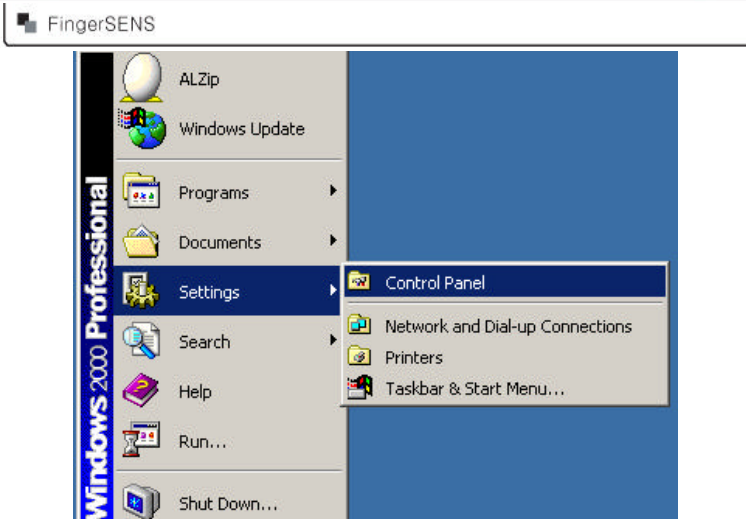 FingerSENS
ALZip
Windows Update
Programs
Documents
Settings
Search
Help
Run...
Shut Down...
Control Panel
Network and Dial-up Connections
Printers
Taskbar & Start Menu...
Windows 2000 Professional